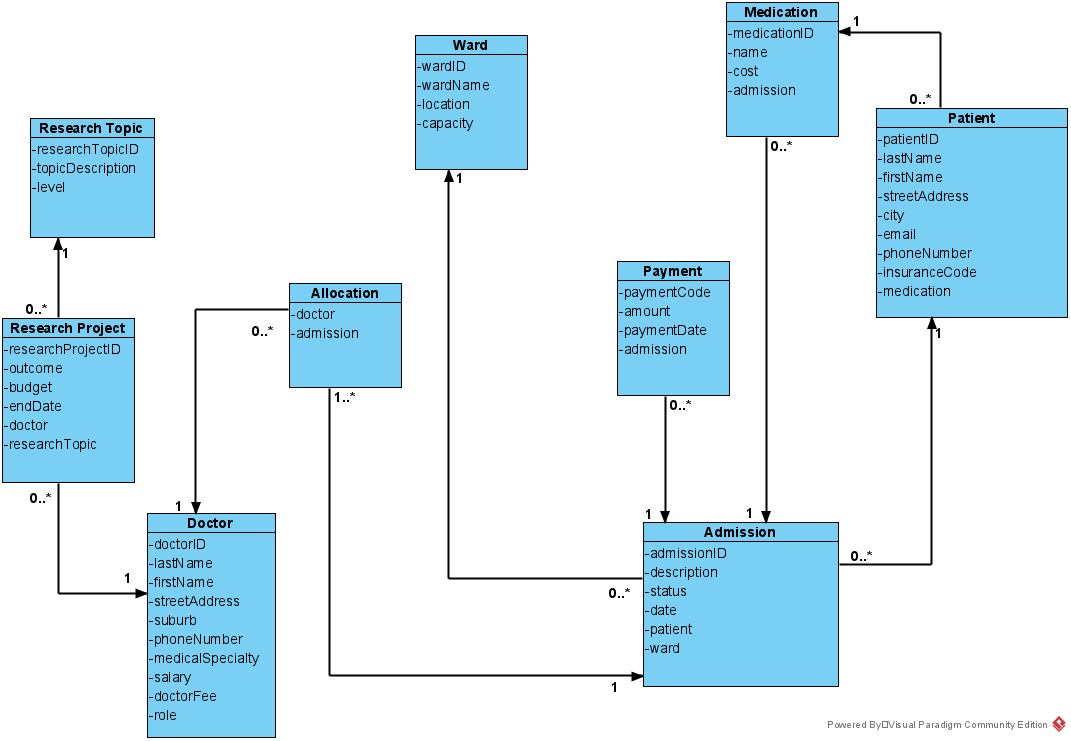 Medication
-medicationID
-name
-cost
-admission
1
0..*
0..*
Ward
-wardID
-wardName
-location
-capacity
1
Patient
-patientID
-lastName
-firstName
-streetAddress
-city
-email
-phoneNumber
-insuranceCode
-medication
1
Research Topic
-researchTopicID
-topicDescription
-level
1
0..*
Payment
-paymentCode
-amount
-paymentDate
-admission
0..*
1
1
Allocation
-doctor
-admission
0..*
1..*
Research Project
-researchProjectID
-outcome
-budget
-endDate
-doctor
-researchTopic
0..*
1
1
Doctor
-doctorID
-lastName
-firstName
-streetAddress
-suburb
-phoneNumber
-medicalSpecialty
-salary
-doctorFee
-role
Admission
-admissionID
-description
-status
-date
-patient
-ward
0..*
0..*
1
Powered By□Visual Paradigm Community Edition